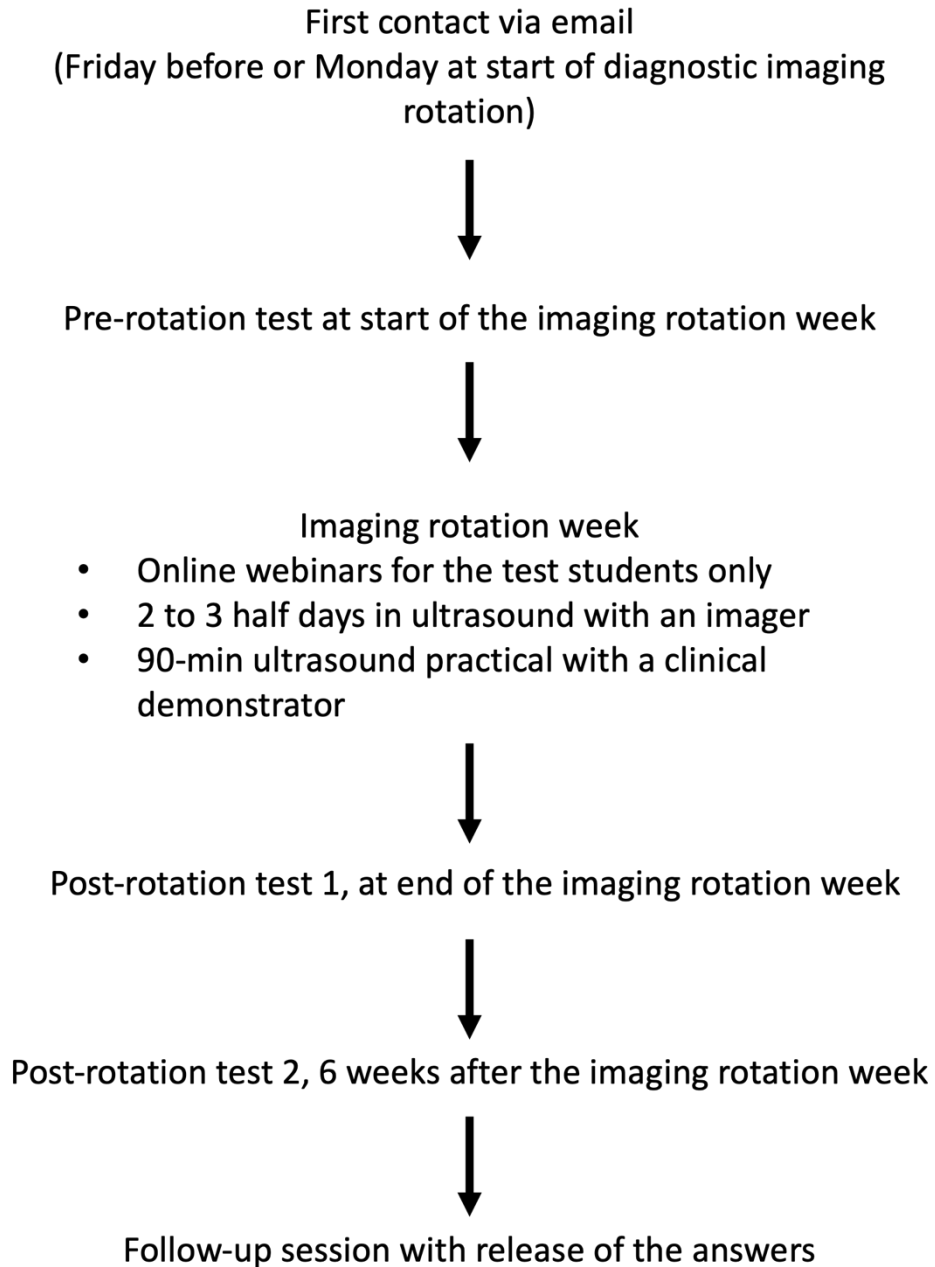 First contact via email
(Friday before or Monday at start of diagnostic imaging
rotation)
Pre-rotation test at start of the imaging rotation week
Imaging rotation week
• Online webinars for the test students only
• 2 to 3 half days in ultrasound with an imager
• 90-min ultrasound practical with a clinical
demonstrator
Post-rotation test 1, at end of the imaging rotation week
Post-rotation test 2, 6 weeks after the imaging rotation week
Follow-up session with release of the answers